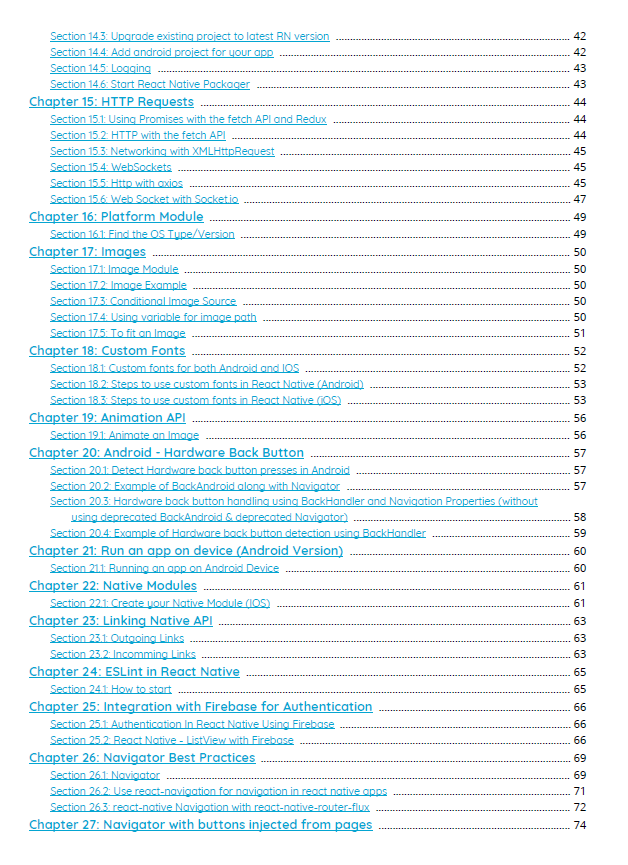 Section 14.3: Upgrade existing project to latest RN version ........ 42
Section 14.4: Add android project for your app ........ 42
Section 14.5: Logging ........ 43
Section 14.6: Start React Native Packager ........ 43
Chapter 15: HTTP Requests ........ 44
Section 15.1: Using Promises with the fetch API and Redux ........ 44
Section 15.2: HTTP with the fetch API ........ 44
Section 15.3: Networking with XMLHttpRequest ........ 45
Section 15.4: WebSockets ........ 45
Section 15.5: Http with axios ........ 45
Section 15.6: Web Socket with Socket.io ........ 47
Chapter 16: Platform Module ........ 49
Section 16.1: Find the OS Type/Version ........ 49
Chapter 17: Images ........ 50
Section 17.1: Image Module ........ 50
Section 17.2: Image Example ........ 50
Section 17.3: Conditional Image Source ........ 50
Section 17.4: Using variable for image path ........ 50
Section 17.5: To fit an Image ........ 51
Chapter 18: Custom Fonts ........ 52
Section 18.1: Custom fonts for both Android and IOS ........ 52
Section 18.2: Steps to use custom fonts in React Native (Android) ........ 53
Section 18.3: Steps to use custom fonts in React Native (iOS) ........ 53
Chapter 19: Animation API ........ 56
Section 19.1: Animate an Image ........ 56
Chapter 20: Android - Hardware Back Button ........ 57
Section 20.1: Detect Hardware back button presses in Android ........ 57
Section 20.2: Example of BackAndroid along with Navigator ........ 57
Section 20.3: Hardware back button handling using BackHandler and Navigation Properties (without
using deprecated BackAndroid & deprecated Navigator) ........ 58
Section 20.4: Example of Hardware back button detection using BackHandler ........ 59
Chapter 21: Run an app on device (Android Version) ........ 60
Section 21.1: Running an app on Android Device ........ 60
Chapter 22: Native Modules ........ 61
Section 22.1: Create your Native Module (IOS) ........ 61
Chapter 23: Linking Native API ........ 63
Section 23.1: Outgoing Links ........ 63
Section 23.2: Incomming Links ........ 63
Chapter 24: ESLint in React Native ........ 65
Section 24.1: How to start ........ 65
Chapter 25: Integration with Firebase for Authentication ........ 66
Section 25.1: Authentication In React Native Using Firebase ........ 66
Section 25.2: React Native - ListView with Firebase ........ 66
Chapter 26: Navigator Best Practices ........ 69
Section 26.1: Navigator ........ 69
Section 26.2: Use react-navigation for navigation in react native apps ........ 71
Section 26.3: react-native Navigation with react-native-router-flux ........ 72
Chapter 27: Navigator with buttons injected from pages ........ 74